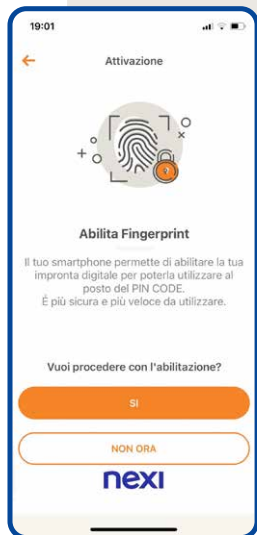 19:01
Attivazione
Abilita Fingerprint
Il tuo smartphone permette di abilitare la tua
impronta digitale per poterla utilizzare al
posto del PIN CODE.
É più sicura e più veloce da utilizzare.
Vuoi procedere con l'abilitazione?
SI
NON ORA
nexi